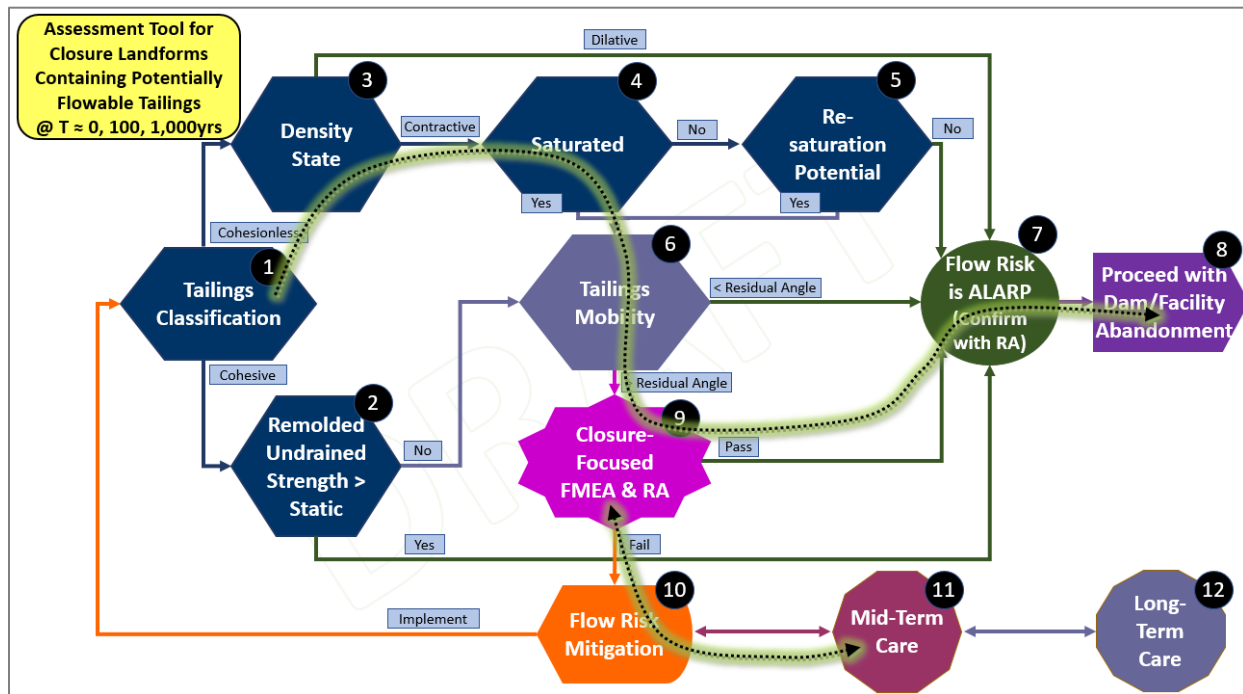 Assessment Tool for
Closure Landforms
Containing Potentially
Flowable Tailings
@ T ≈ 0, 100, 1,000yrs
Dilative
3
Density
State
Contractive
4
Saturated
No
5
Re-
saturation
Potential
No
Yes
Yes
Cohesionless
1
Tailings
Classification
6
Tailings
Mobility
< Residual Angle
7
Flow Risk
is ALARP
(Confirm
with RA)
8
Proceed with
Dam/Facility
Abandonment
Cohesive
> Residual Angle
2
Remolded
Undrained
Strength >
Static
No
9
Closure-
Focused
FMEA & RA
Pass
Yes
Fail
Implement
10
Flow Risk
Mitigation
11
Mid-Term
Care
12
Long-
Term
Care
DRAFT